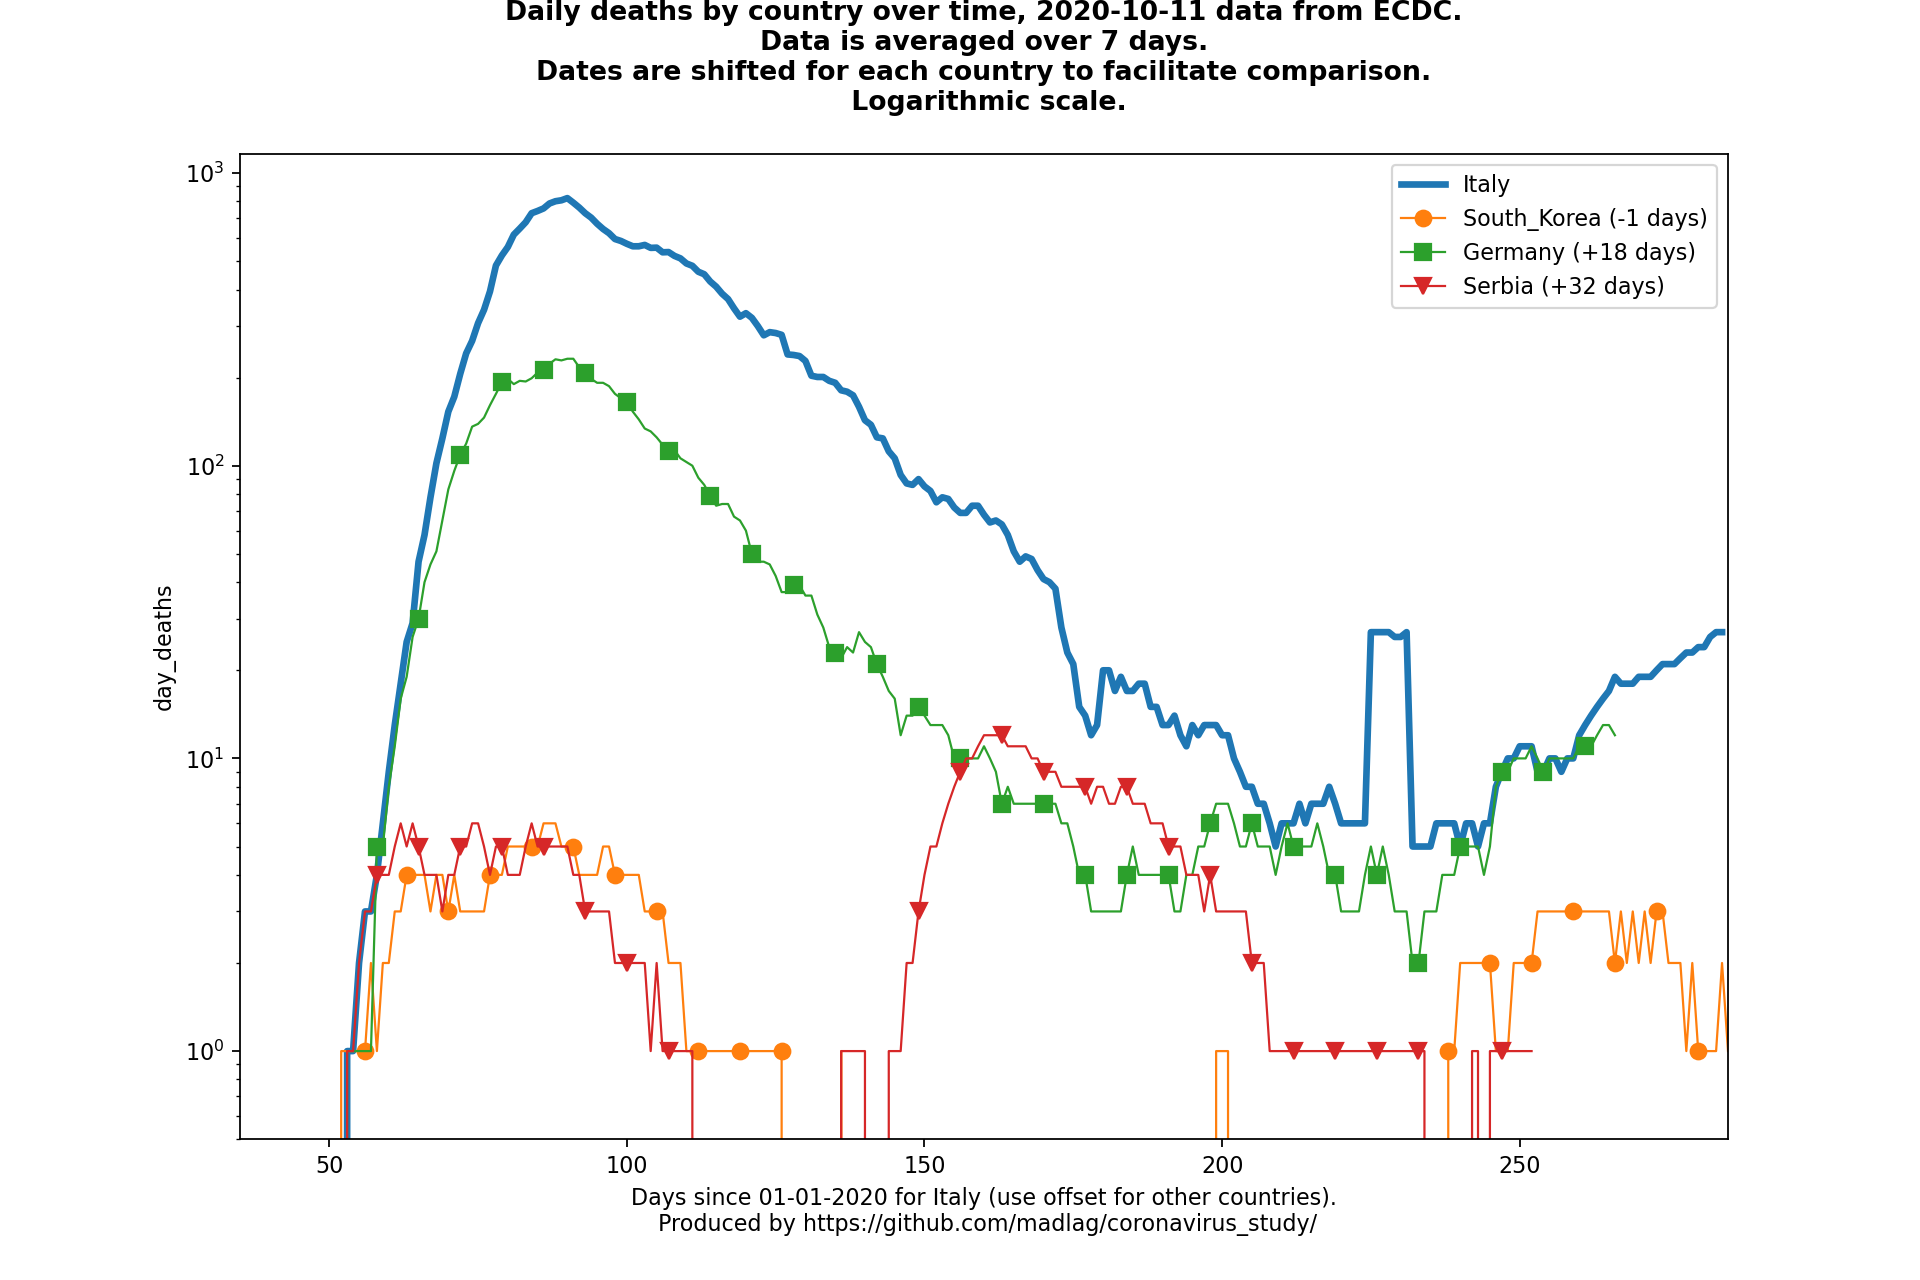 Daily deaths by country over time, 2020-10-11 data from ECDC.
Data is averaged over 7 days.
Dates are shifted for each country to facilitate comparison.
Logarithmic scale.
10³
10²
10¹
10⁰
day_deaths
Italy
South_Korea (-1 days)
Germany (+18 days)
Serbia (+32 days)
50 100 150 200 250
Days since 01-01-2020 for Italy (use offset for other countries).
Produced by https://github.com/madlag/coronavirus_study/